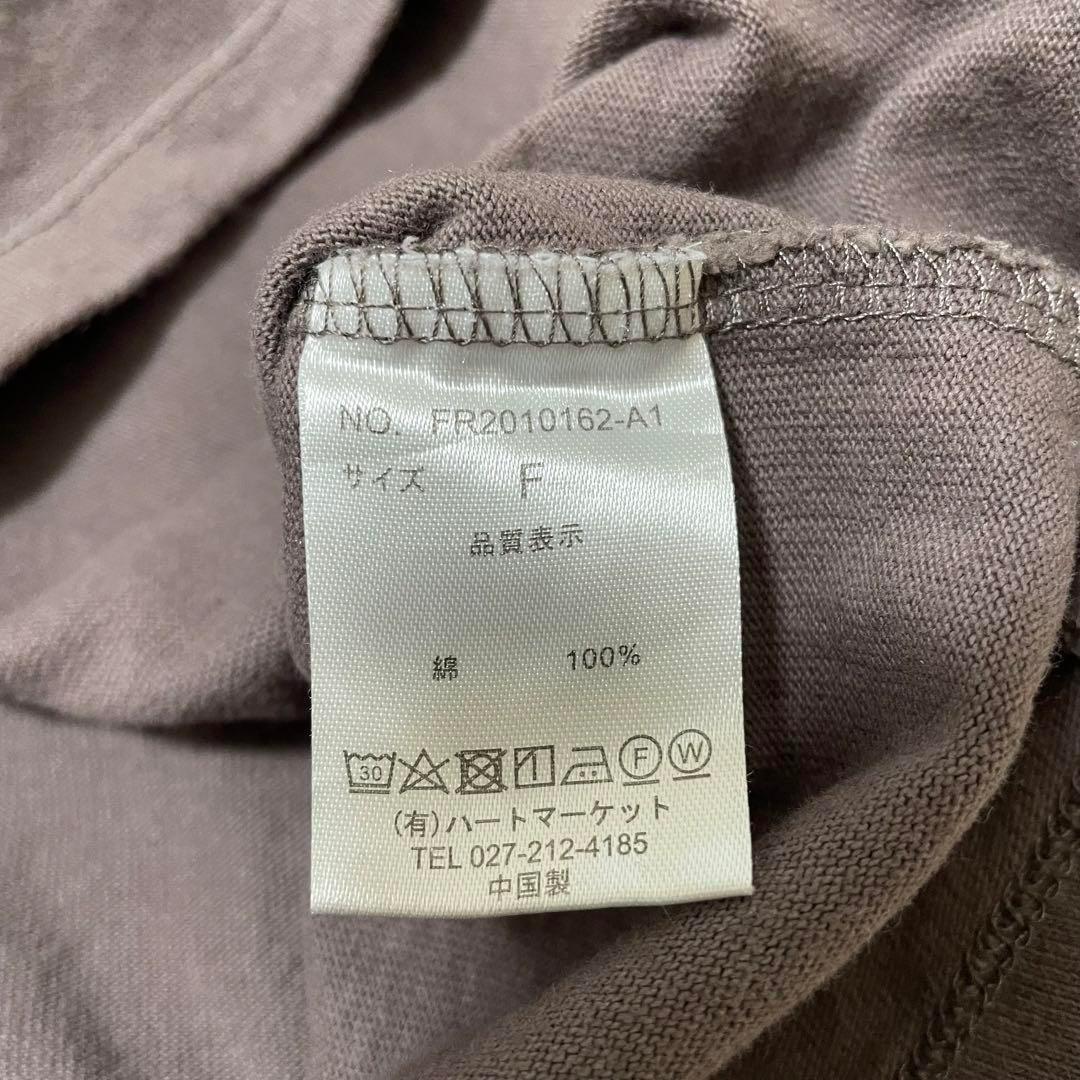 NO. FR2010162-A1
サイズ F
品質表示
綿 100%
30 F W
(有)ハートマーケット
TEL 027-212-4185
中国製